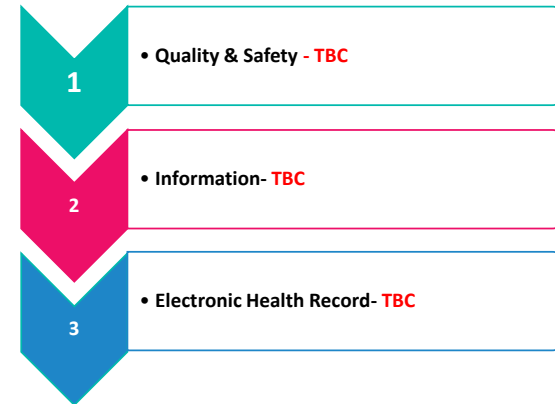 1
• Quality & Safety - TBC
2
• Information- TBC
3
• Electronic Health Record- TBC